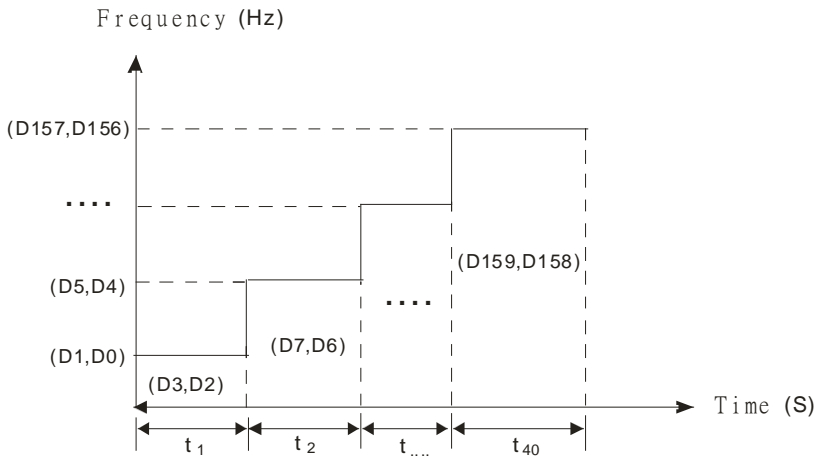 Frequency (Hz)
(D157,D156)
....
(D159,D158)
(D5,D4)
....
(D7,D6)
(D1,D0)
(D3,D2)
Time (S)
t1
t2
t....
t40